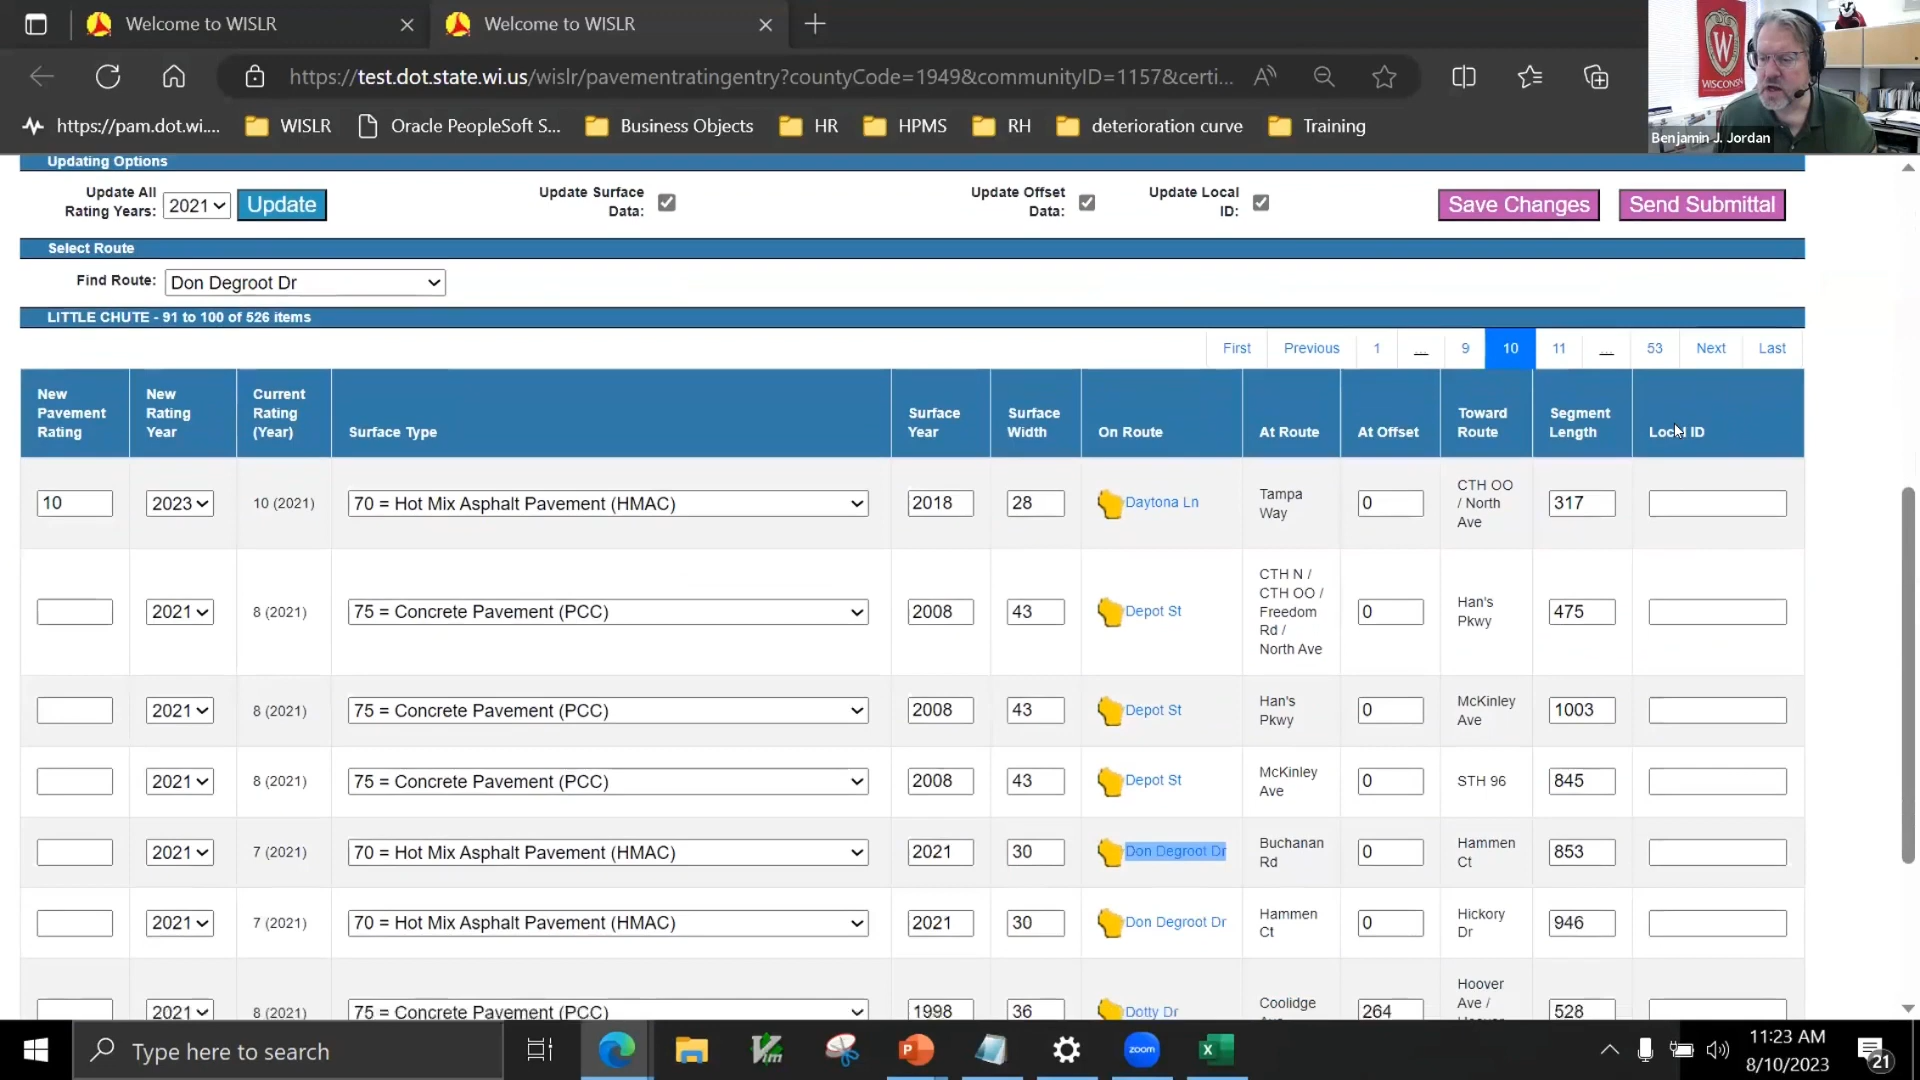 Welcome to WISLR
Welcome to WISLR
https://test.dot.state.wi.us/wislr/pavementratingentry?countyCode=1949&communityID=1157&certi...
https://pam.dot.wi....
WISLR
Oracle PeopleSoft S...
Business Objects
HR
HPMS
RH
deterioration curve
Training
W
WISCONSIN
Benjamin J. Jordan
Updating Options
Update All
Rating Years:
2021
Update
Update Surface
Data:
Update Offset
Data:
Update Local
ID:
Save Changes
Send Submittal
Select Route
Find Route:
Don Degroot Dr
LITTLE CHUTE - 91 to 100 of 526 items
First Previous 1 ... 9 10 11 ... 53 Next Last
New
Pavement
Rating
New
Rating
Year
Current
Rating
(Year)
Surface Type
Surface
Year
Surface
Width
On Route
At Route
At Offset
Toward
Route
Segment
Length
Local ID
10
2023
10 (2021)
70 = Hot Mix Asphalt Pavement (HMAC)
2018
28
Daytona Ln
Tampa
Way
0
CTH OO
/ North
Ave
317
2021
8 (2021)
75 = Concrete Pavement (PCC)
2008
43
Depot St
CTH N /
CTH OO /
Freedom
Rd /
North Ave
0
Han's
Pkwy
475
2021
8 (2021)
75 = Concrete Pavement (PCC)
2008
43
Depot St
Han's
Pkwy
0
McKinley
Ave
1003
2021
8 (2021)
75 = Concrete Pavement (PCC)
2008
43
Depot St
McKinley
Ave
0
STH 96
845
2021
7 (2021)
70 = Hot Mix Asphalt Pavement (HMAC)
2021
30
Don Degroot Dr
Buchanan
Rd
0
Hammen
Ct
853
2021
7 (2021)
70 = Hot Mix Asphalt Pavement (HMAC)
2021
30
Don Degroot Dr
Hammen
Ct
0
Hickory
Dr
946
2021
8 (2021)
75 = Concrete Pavement (PCC)
1998
36
Dotty Dr
Coolidge
264
Hoover
Ave /
528
Type here to search
Vim
P
zoom
X
11:23 AM
8/10/2023
21